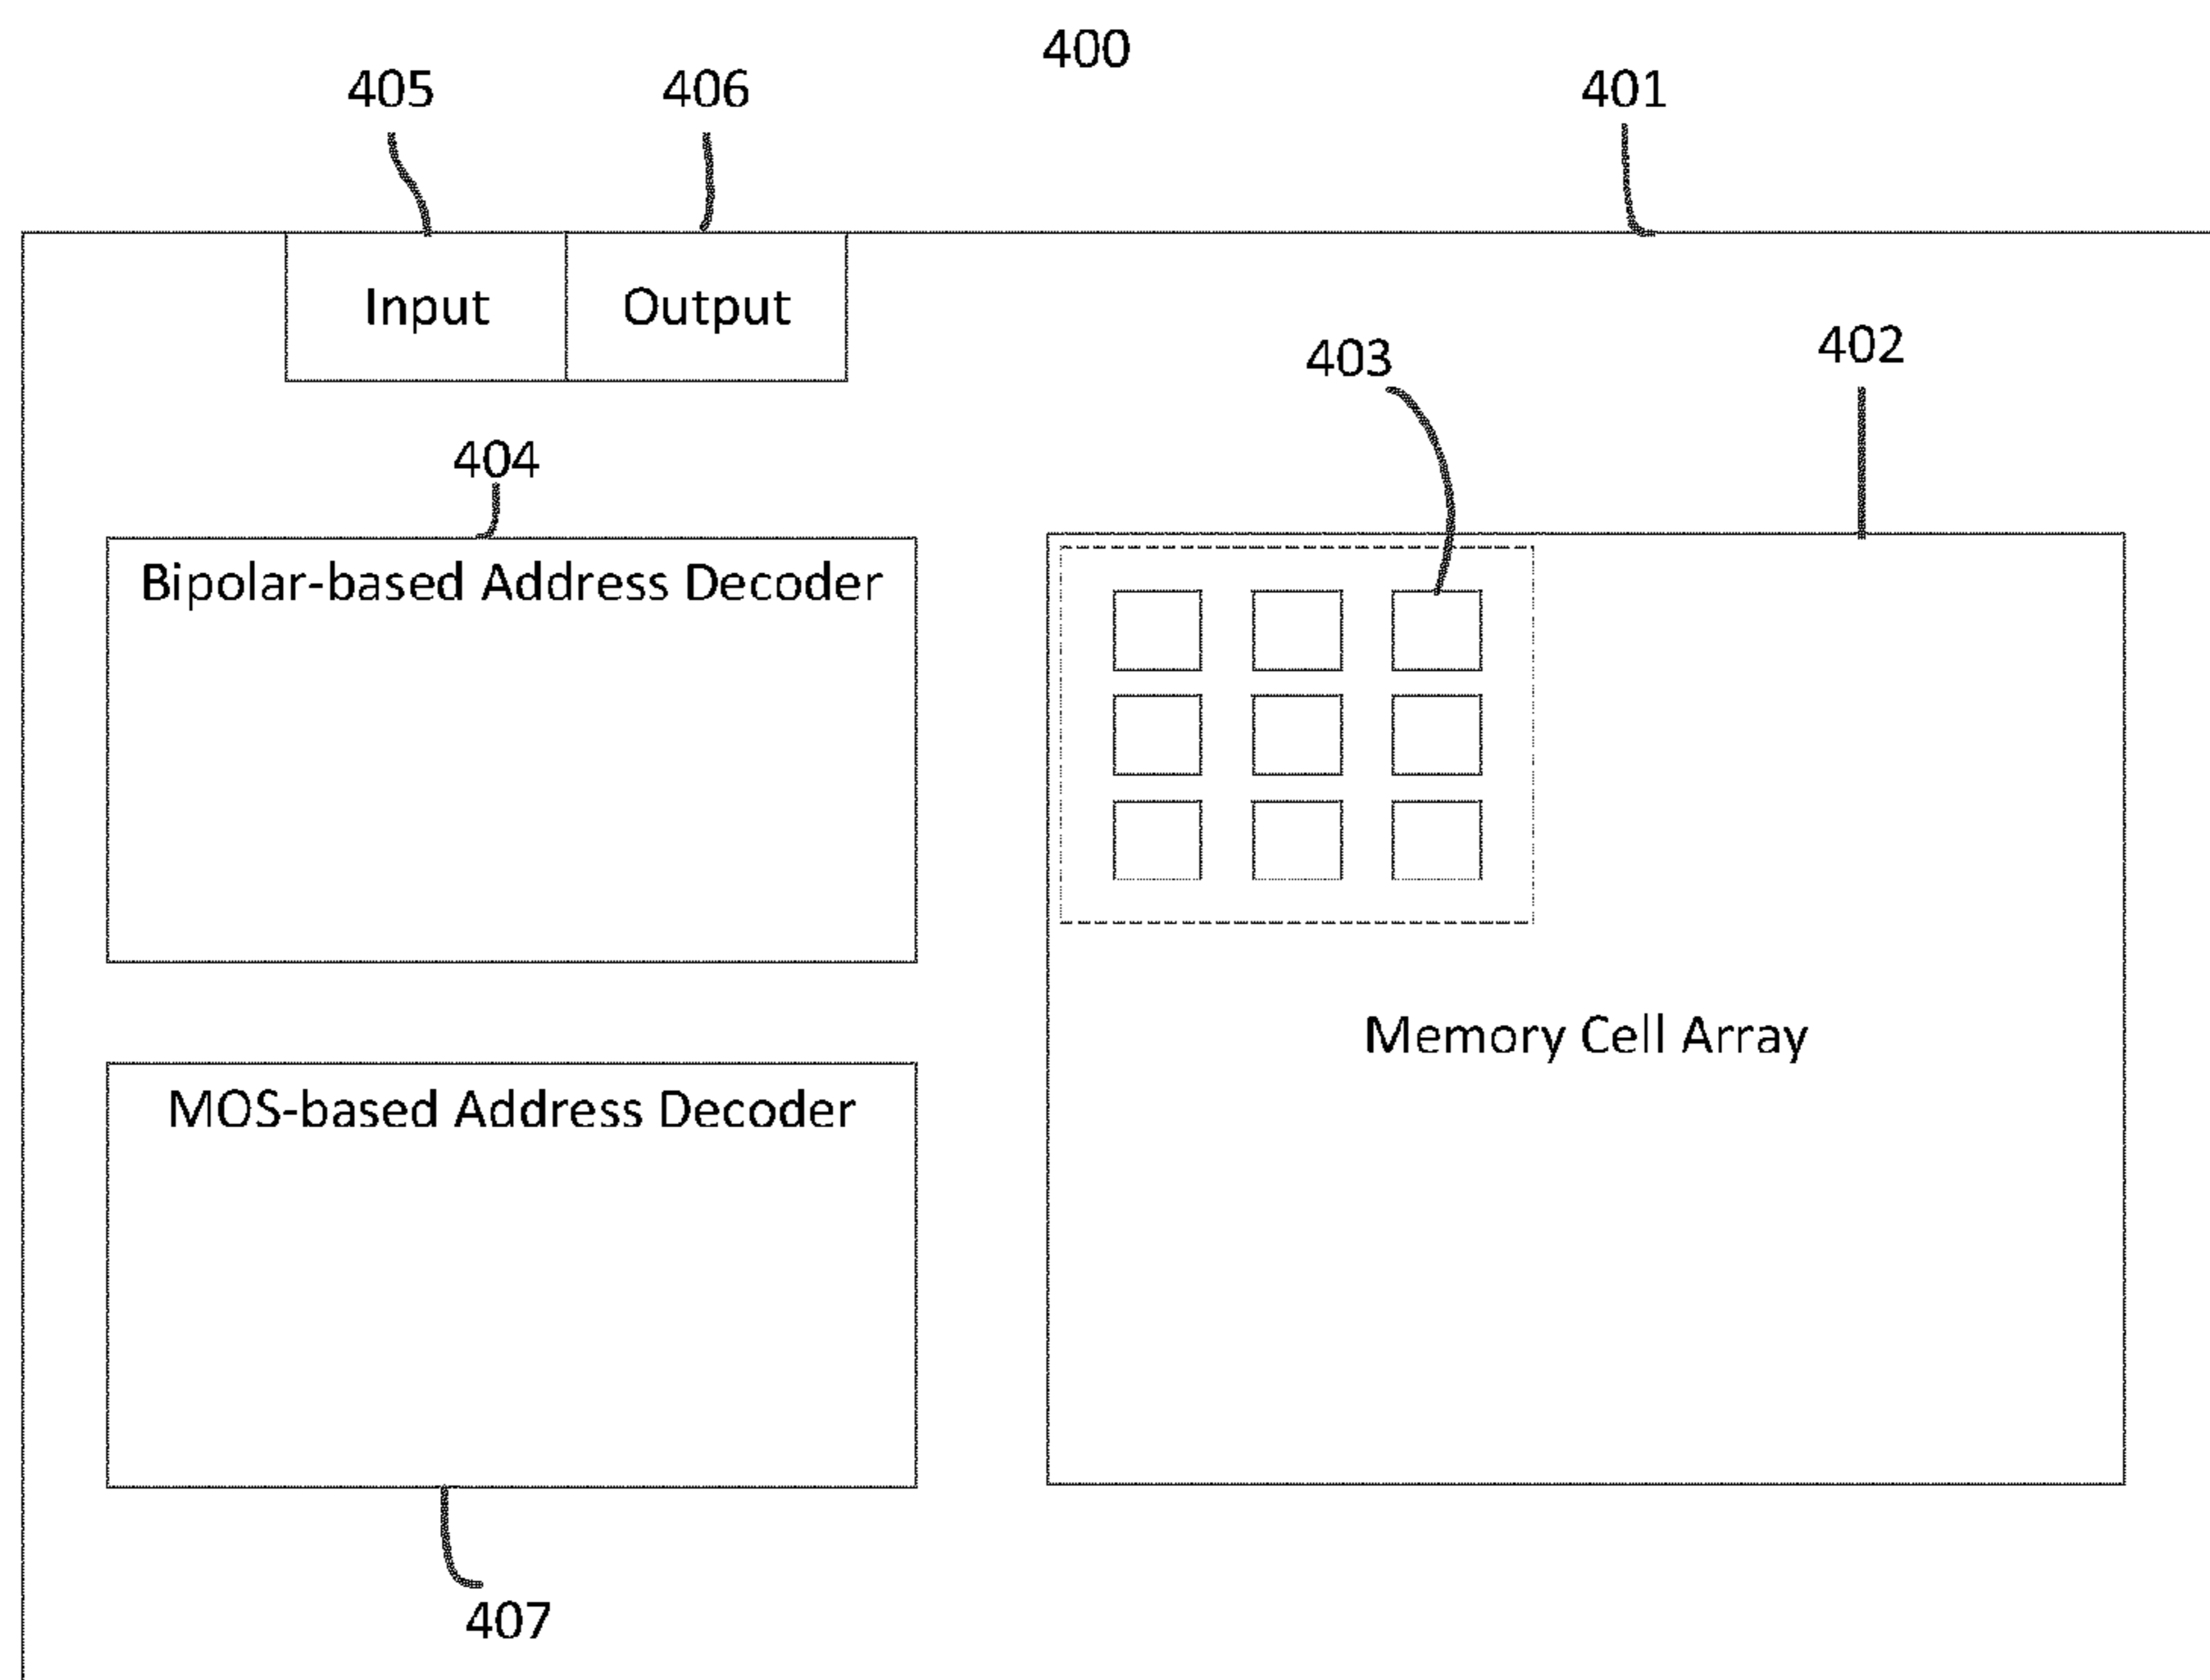 400
405
406
401
Input
Output
403
402
404
Bipolar-based Address Decoder
Memory Cell Array
MOS-based Address Decoder
407